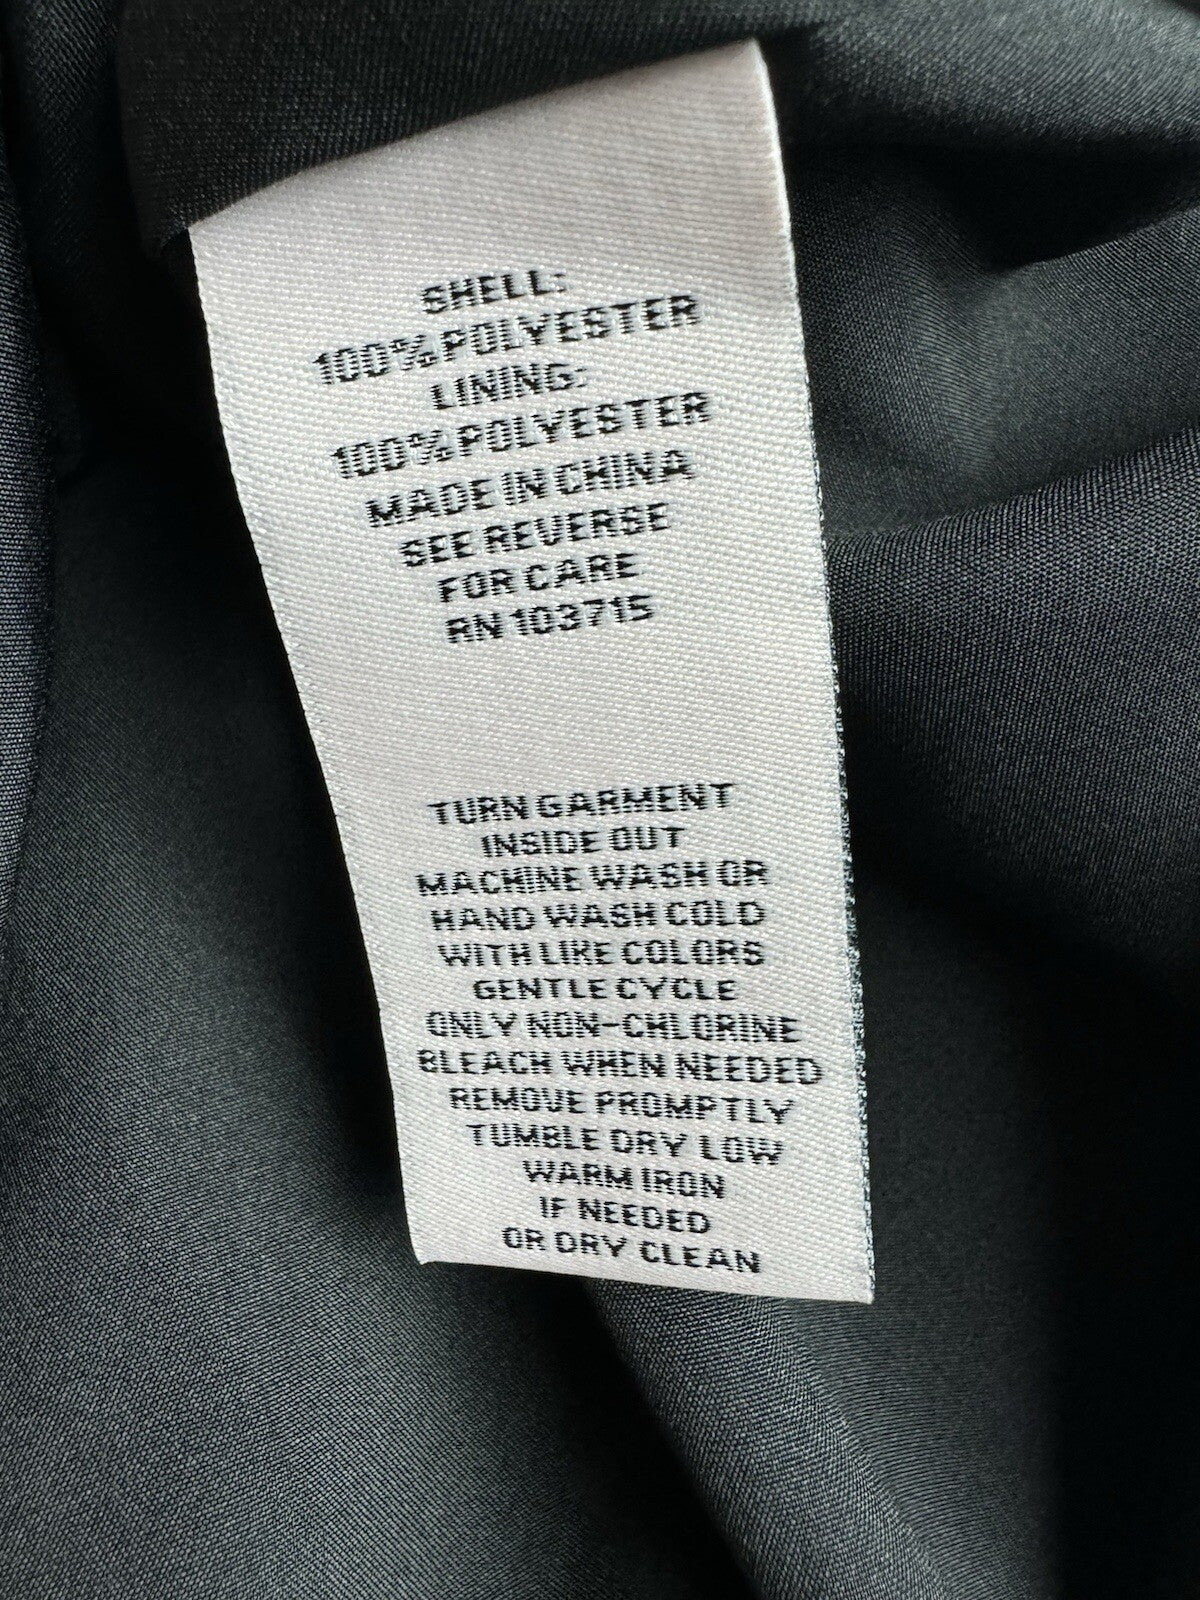 SHELL:
100% POLYESTER
LINING:
100% POLYESTER
MADE IN CHINA
SEE REVERSE
FOR CARE
RN 103715
TURN GARMENT
INSIDE OUT
MACHINE WASH OR
HAND WASH COLD
WITH LIKE COLORS
GENTLE CYCLE
ONLY NON-CHLORINE
BLEACH WHEN NEEDED
REMOVE PROMPTLY
TUMBLE DRY LOW
WARM IRON
IF NEEDED
OR DRY CLEAN